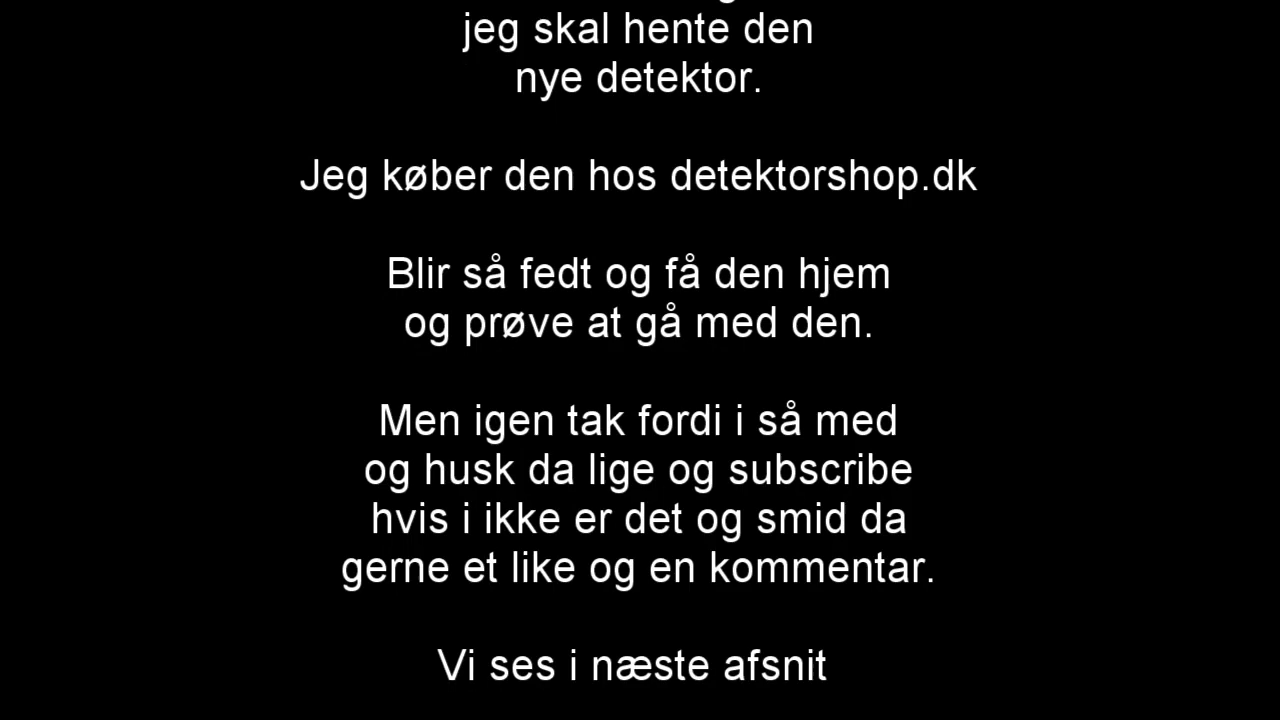 jeg skal hente den
nye detektor.
Jeg køber den hos detektorshop.dk
Blir så fedt og få den hjem
og prøve at gå med den.
Men igen tak fordi i så med
og husk da lige og subscribe
hvis i ikke er det og smid da
gerne et like og en kommentar.
Vi ses i næste afsnit